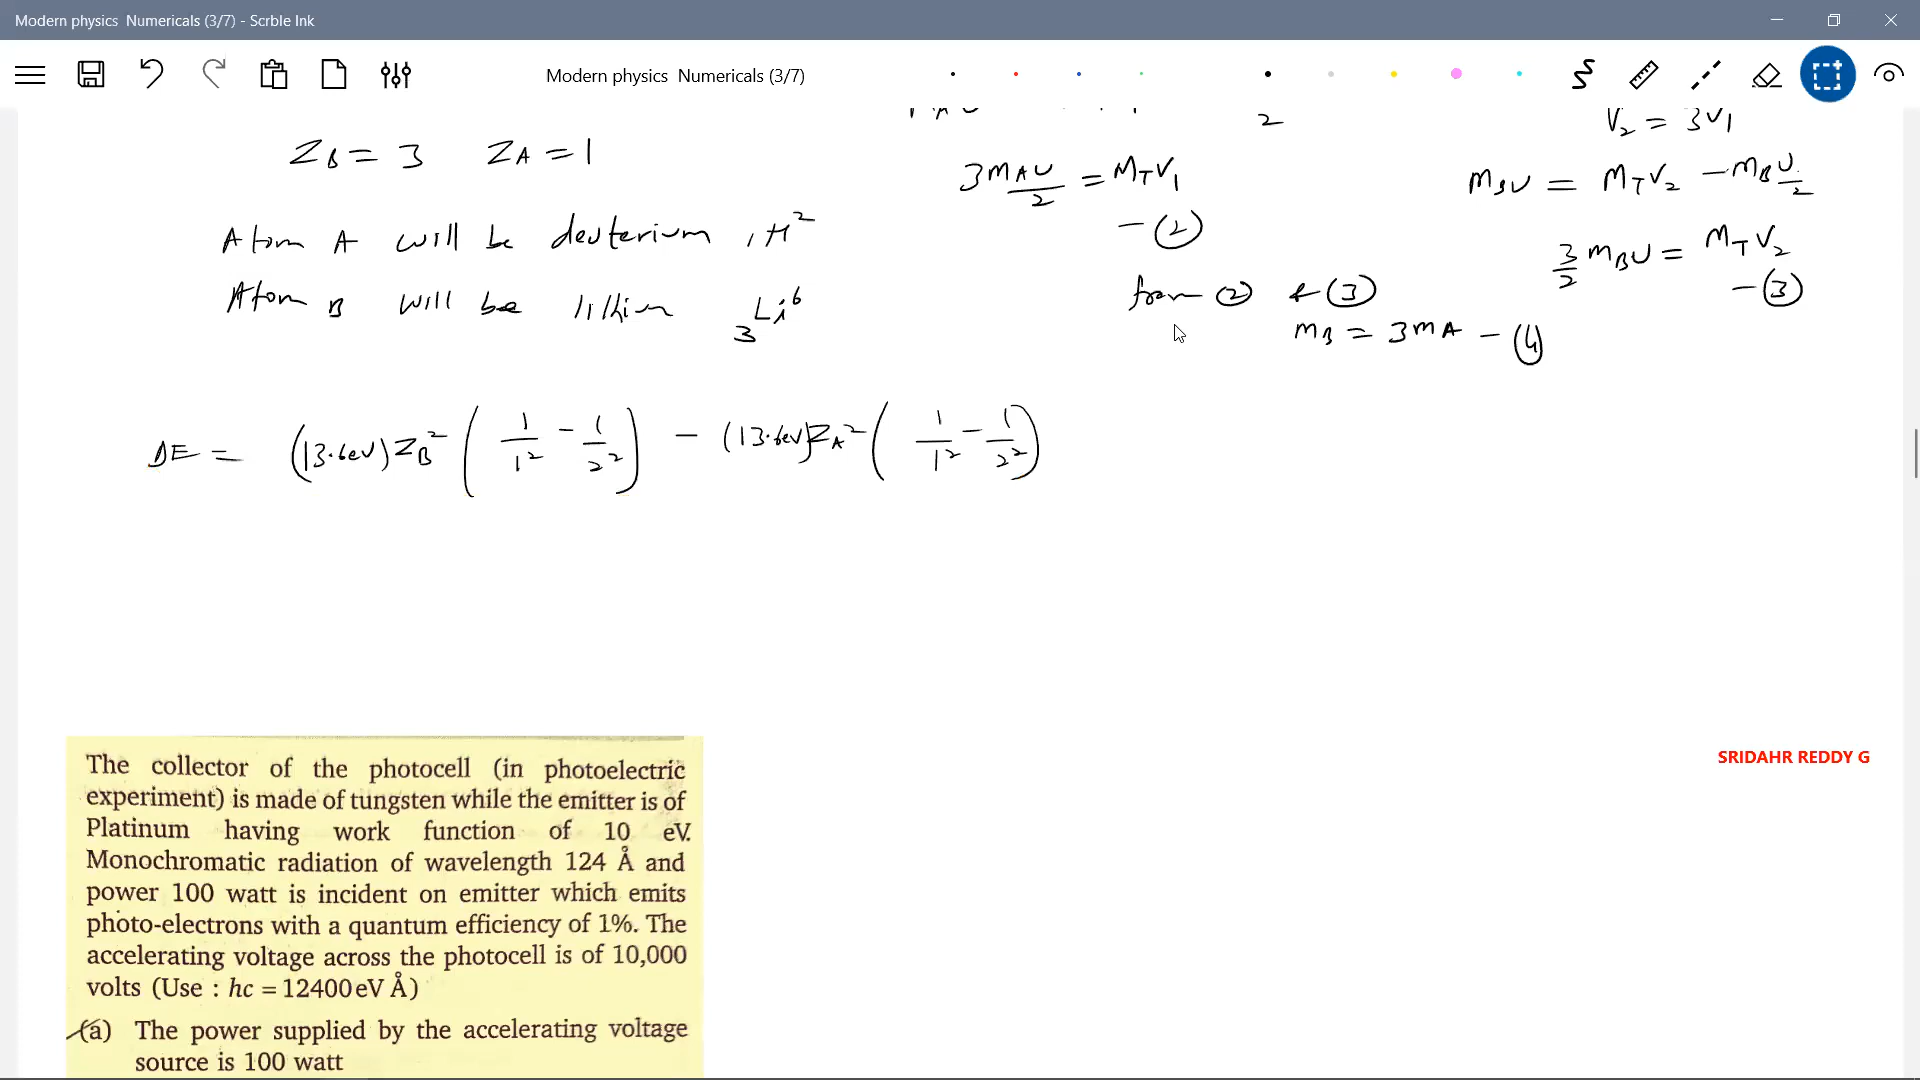 Modern physics Numericals (3/7) - Scrble Ink
Modern physics Numericals (3/7)
Z_B = 3 Z_A = 1
Atom A will be deuterium ₁H²
Atom B will be lithium ₃Li⁶
2
3m_A U/2 = M_T V₁
- (2)
V₂ = 3V₁
m_B U = M_T V₂ - m_B U/2
3/2 m_B U = M_T V₂
- (3)
from (2) & (3)
m_B = 3m_A - (4)
ΔE = (13.6eV) Z_B² (1/1² - 1/2²) - (13.6eV) Z_A² (1/1² - 1/2²)
The collector of the photocell (in photoelectric
experiment) is made of tungsten while the emitter is of
Platinum having work function of 10 eV.
Monochromatic radiation of wavelength 124 Å and
power 100 watt is incident on emitter which emits
photo-electrons with a quantum efficiency of 1%. The
accelerating voltage across the photocell is of 10,000
volts (Use : hc = 12400 eV Å)
(a) The power supplied by the accelerating voltage
source is 100 watt
SRIDAHR REDDY G